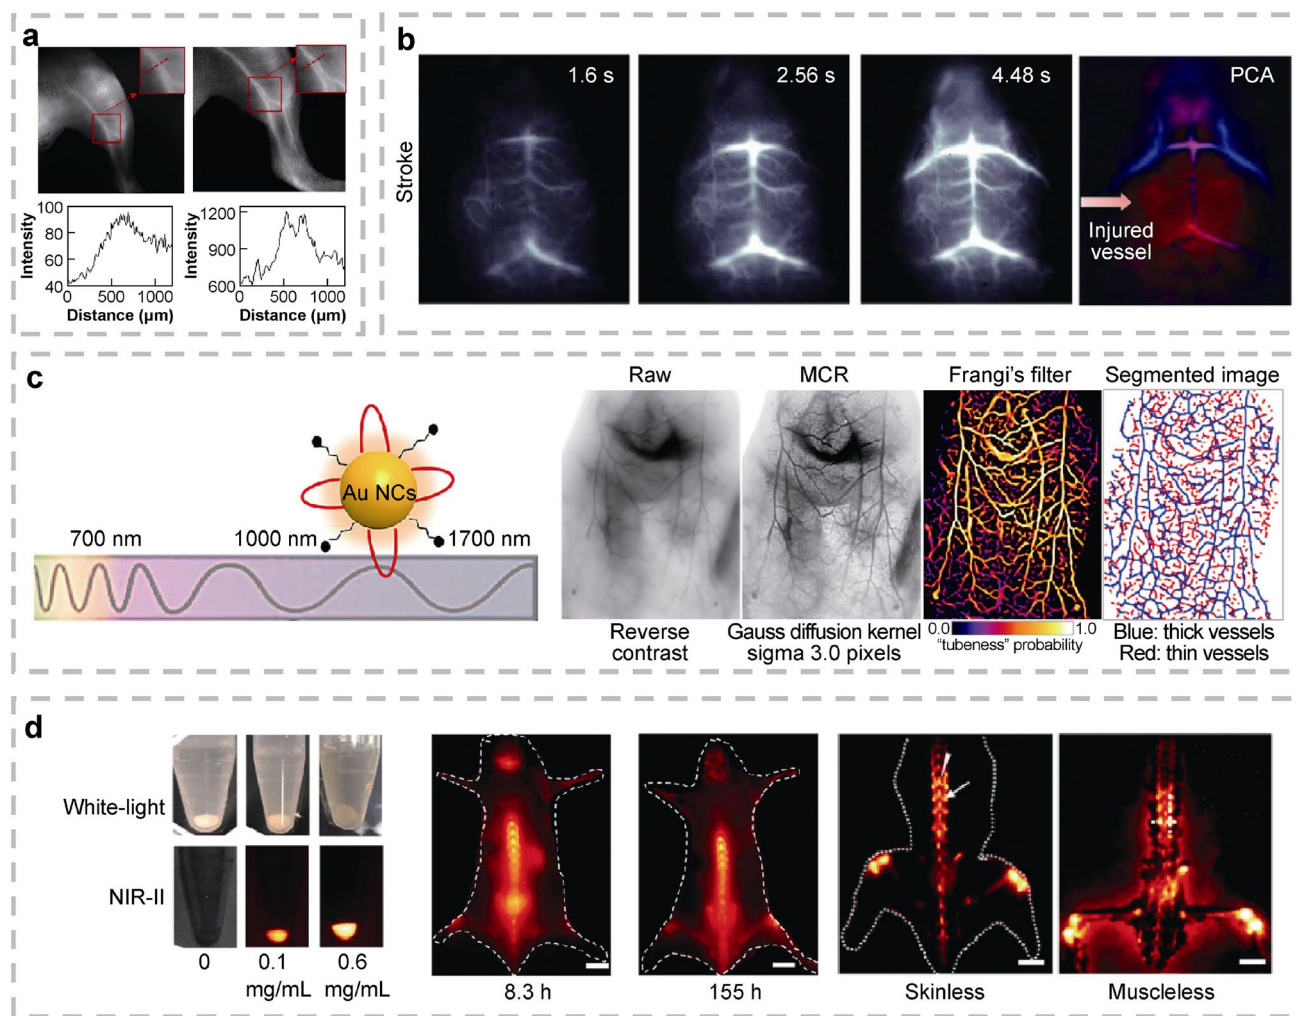 a
Intensity
100
80
60
40
0
500
1000
Distance (µm)
Intensity
1200
900
600
0
500
1000
Distance (µm)
b
Stroke
1.6 s
2.56 s
4.48 s
PCA
Injured
vessel
c
Au NCs
700 nm
1000 nm
1700 nm
Raw
MCR
Frangi's filter
Segmented image
Reverse
contrast
Gauss diffusion kernel
sigma 3.0 pixels
0.0
1.0
"tubeness" probability
Blue: thick vessels
Red: thin vessels
d
White-light
NIR-II
0
0.1
mg/mL
0.6
mg/mL
8.3 h
155 h
Skinless
Muscleless